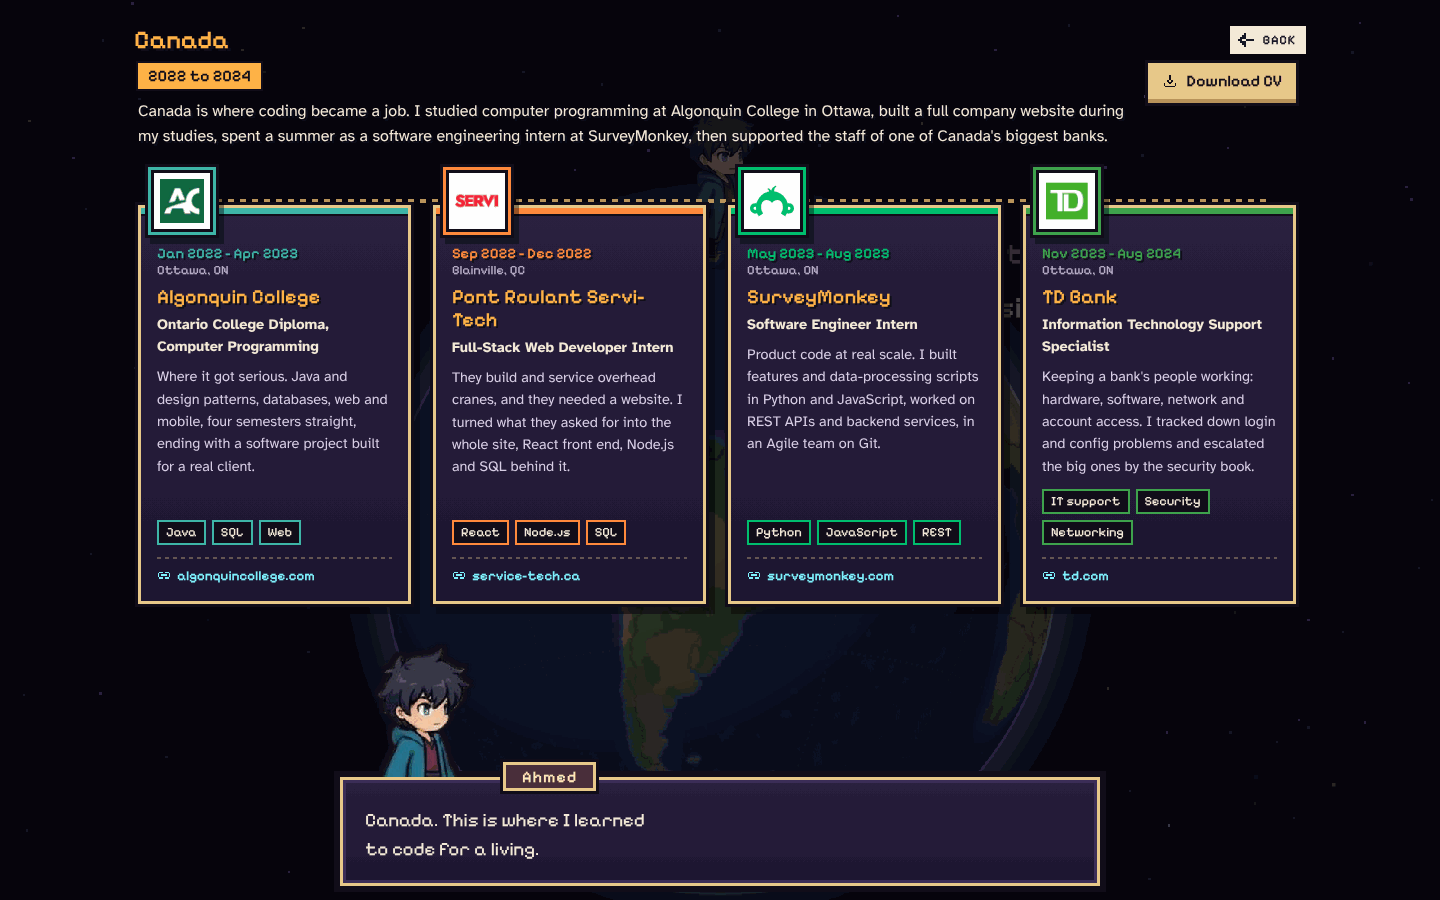 Canada
BACK
2022 to 2024
Download CV
Canada is where coding became a job. I studied computer programming at Algonquin College in Ottawa, built a full company website during
my studies, spent a summer as a software engineering intern at SurveyMonkey, then supported the staff of one of Canada's biggest banks.
AC
Jan 2022 - Apr 2023
Ottawa, ON
Algonquin College
Ontario College Diploma,
Computer Programming
Where it got serious. Java and
design patterns, databases, web and
mobile, four semesters straight,
ending with a software project built
for a real client.
Java SQL Web
algonquincollege.com
SERVI
Sep 2022 - Dec 2022
Blainville, QC
Pont Roulant Servi-
Tech
Full-Stack Web Developer Intern
They build and service overhead
cranes, and they needed a website. I
turned what they asked for into the
whole site, React front end, Node.js
and SQL behind it.
React Node.js SQL
service-tech.ca
May 2023 - Aug 2023
Ottawa, ON
SurveyMonkey
Software Engineer Intern
Product code at real scale. I built
features and data-processing scripts
in Python and JavaScript, worked on
REST APIs and backend services, in
an Agile team on Git.
Python JavaScript REST
surveymonkey.com
TD
Nov 2023 - Aug 2024
Ottawa, ON
TD Bank
Information Technology Support
Specialist
Keeping a bank's people working:
hardware, software, network and
account access. I tracked down login
and config problems and escalated
the big ones by the security book.
IT support Security
Networking
td.com
Ahmed
Canada. This is where I learned
to code for a living.